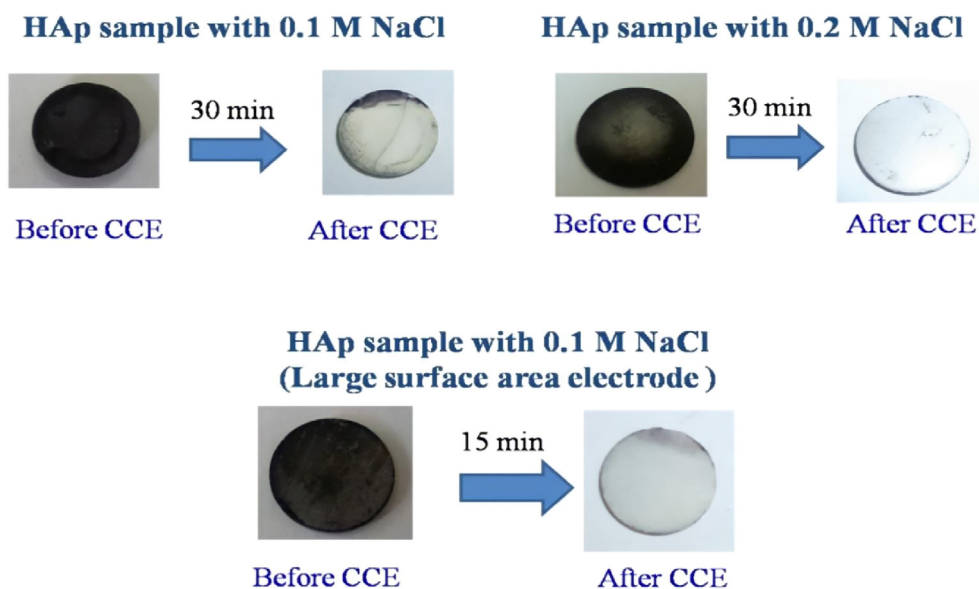 HAp sample with 0.1 M NaCl
30 min
Before CCE
After CCE
HAp sample with 0.2 M NaCl
30 min
Before CCE
After CCE
HAp sample with 0.1 M NaCl
(Large surface area electrode )
15 min
Before CCE
After CCE